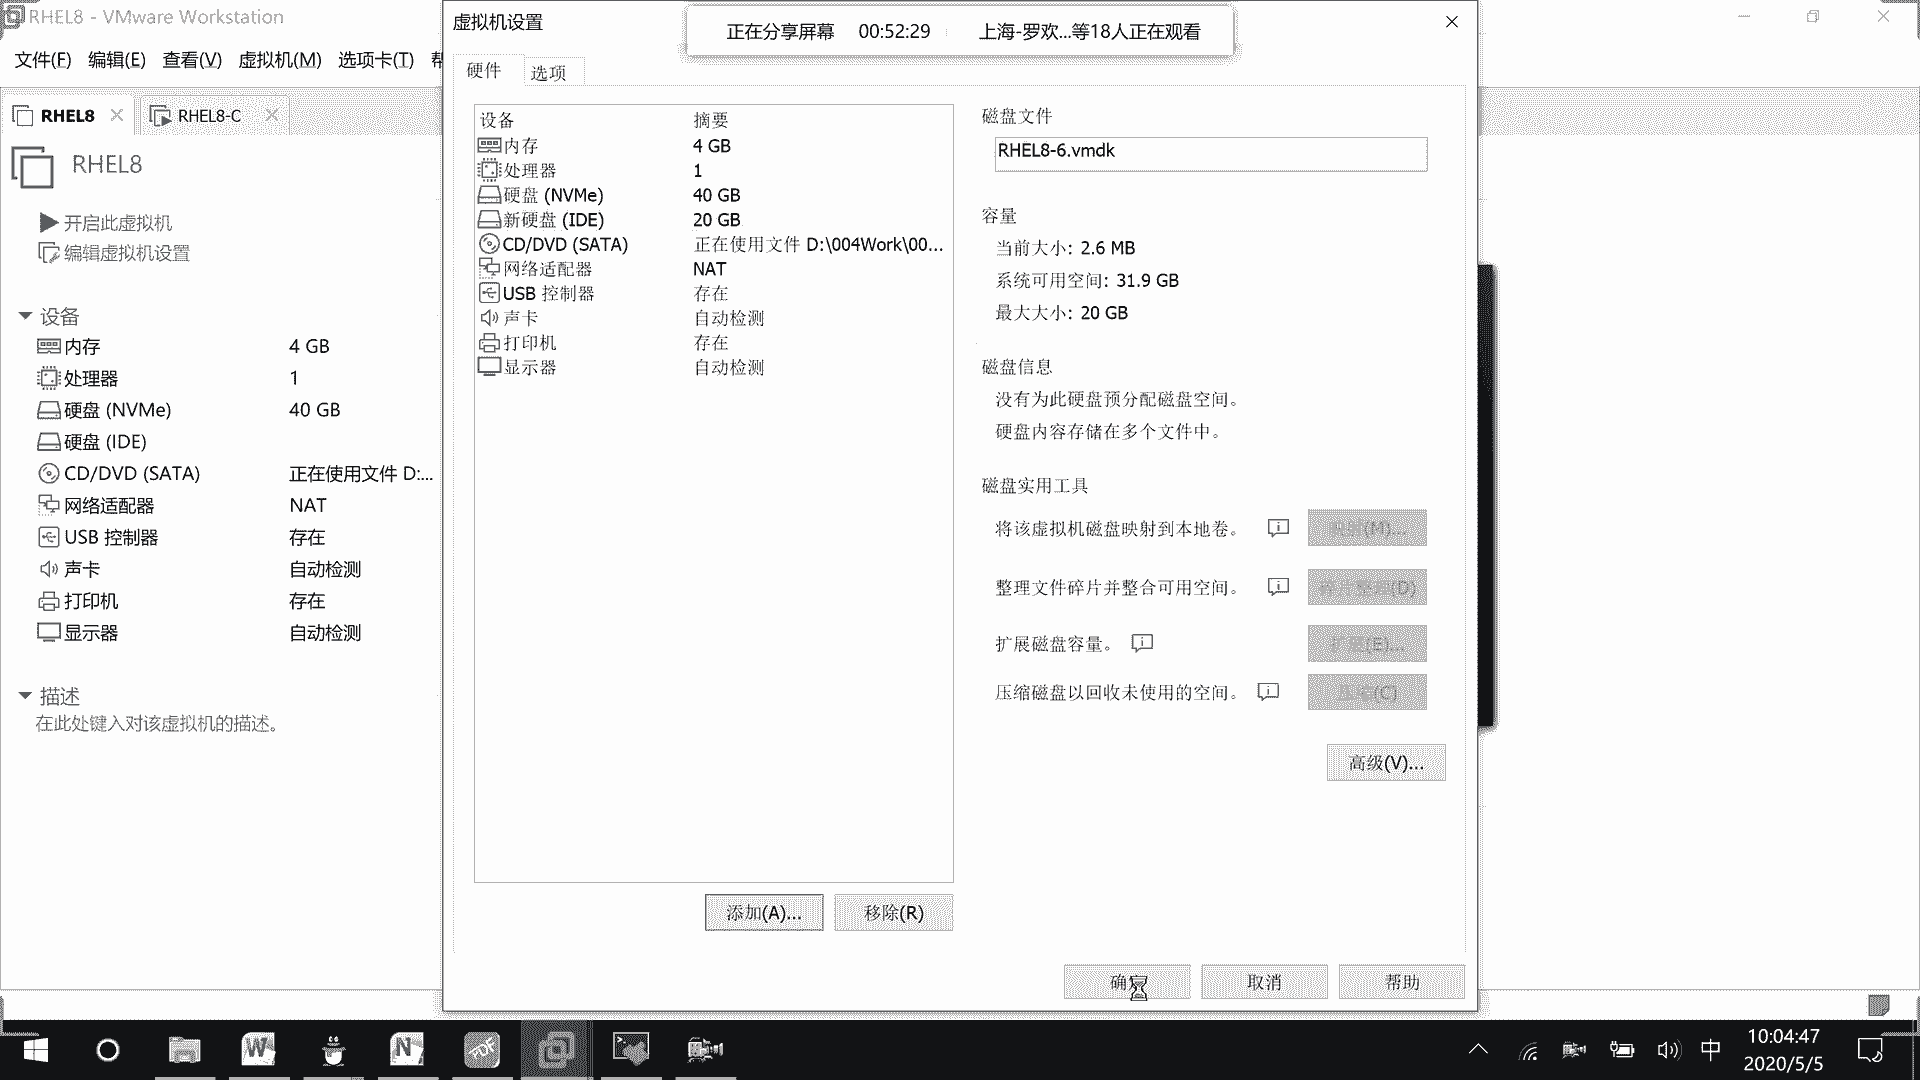 RHEL8 - VMware Workstation
文件(F) 编辑(E) 查看(V) 虚拟机(M) 选项卡(T)
RHEL8
RHEL8-C
RHEL8
开启此虚拟机
编辑虚拟机设置
设备
内存 4 GB
处理器 1
硬盘 (NVMe) 40 GB
硬盘 (IDE)
CD/DVD (SATA) 正在使用文件 D:...
网络适配器 NAT
USB 控制器 存在
声卡 自动检测
打印机 存在
显示器 自动检测
描述
在此处键入对该虚拟机的描述。
虚拟机设置
正在分享屏幕 00:52:29 上海-罗欢...等18人正在观看
硬件 选项
设备 摘要
内存 4 GB
处理器 1
硬盘 (NVMe) 40 GB
新硬盘 (IDE) 20 GB
CD/DVD (SATA) 正在使用文件 D:\004Work\00...
网络适配器 NAT
USB 控制器 存在
声卡 自动检测
打印机 存在
显示器 自动检测
添加(A)... 移除(R)
磁盘文件
RHEL8-6.vmdk
容量
当前大小: 2.6 MB
系统可用空间: 31.9 GB
最大大小: 20 GB
磁盘信息
没有为此硬盘预分配磁盘空间。
硬盘内容存储在多个文件中。
磁盘实用工具
将该虚拟机磁盘映射到本地卷。 映射(M)...
整理文件碎片并整合可用空间。 碎片整理(D)
扩展磁盘容量。 扩展(E)...
压缩磁盘以回收未使用的空间。 压缩(C)
高级(V)...
确定 取消 帮助
中
10:04:47
2020/5/5